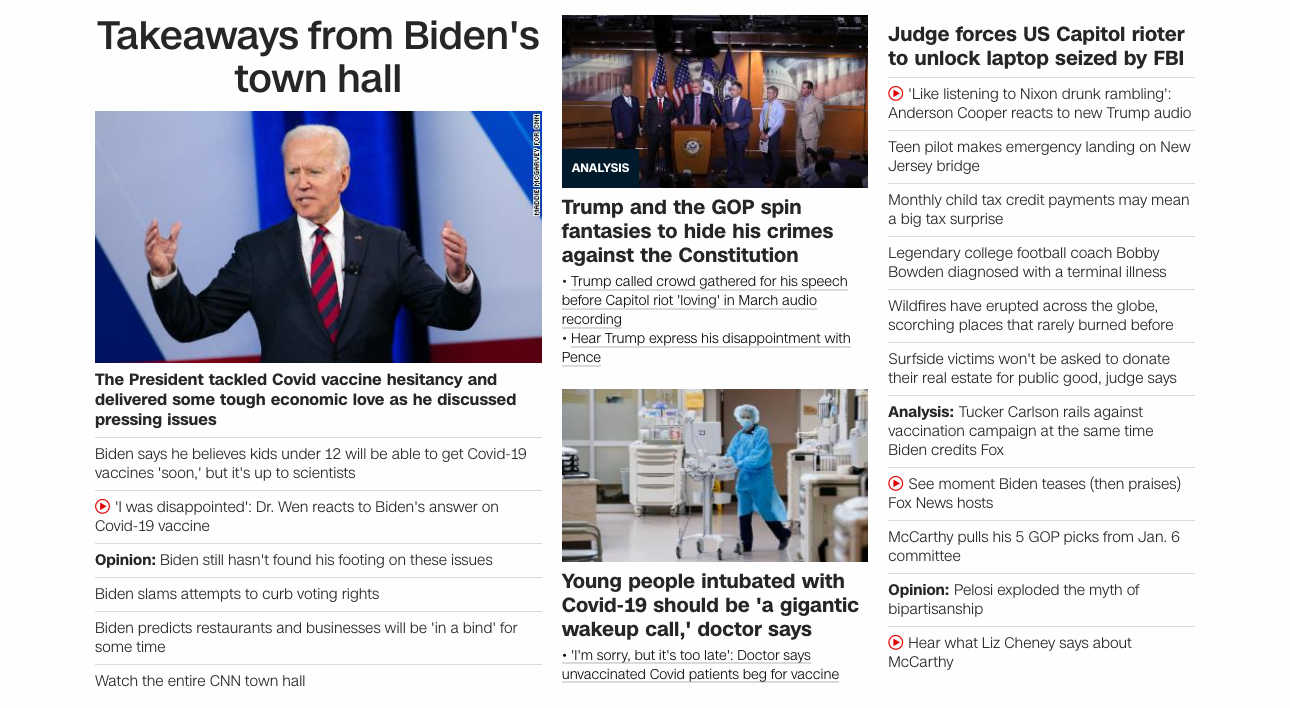 Takeaways from Biden's
town hall
MADDIE MCGARVEY FOR CNN
The President tackled Covid vaccine hesitancy and
delivered some tough economic love as he discussed
pressing issues
Biden says he believes kids under 12 will be able to get Covid-19
vaccines 'soon,' but it's up to scientists
'I was disappointed': Dr. Wen reacts to Biden's answer on
Covid-19 vaccine
Opinion: Biden still hasn't found his footing on these issues
Biden slams attempts to curb voting rights
Biden predicts restaurants and businesses will be 'in a bind' for
some time
Watch the entire CNN town hall
ANALYSIS
Trump and the GOP spin
fantasies to hide his crimes
against the Constitution
• Trump called crowd gathered for his speech
before Capitol riot 'loving' in March audio
recording
• Hear Trump express his disappointment with
Pence
Young people intubated with
Covid-19 should be 'a gigantic
wakeup call,' doctor says
• 'I'm sorry, but it's too late': Doctor says
unvaccinated Covid patients beg for vaccine
Judge forces US Capitol rioter
to unlock laptop seized by FBI
'Like listening to Nixon drunk rambling':
Anderson Cooper reacts to new Trump audio
Teen pilot makes emergency landing on New
Jersey bridge
Monthly child tax credit payments may mean
a big tax surprise
Legendary college football coach Bobby
Bowden diagnosed with a terminal illness
Wildfires have erupted across the globe,
scorching places that rarely burned before
Surfside victims won't be asked to donate
their real estate for public good, judge says
Analysis: Tucker Carlson rails against
vaccination campaign at the same time
Biden credits Fox
See moment Biden teases (then praises)
Fox News hosts
McCarthy pulls his 5 GOP picks from Jan. 6
committee
Opinion: Pelosi exploded the myth of
bipartisanship
Hear what Liz Cheney says about
McCarthy